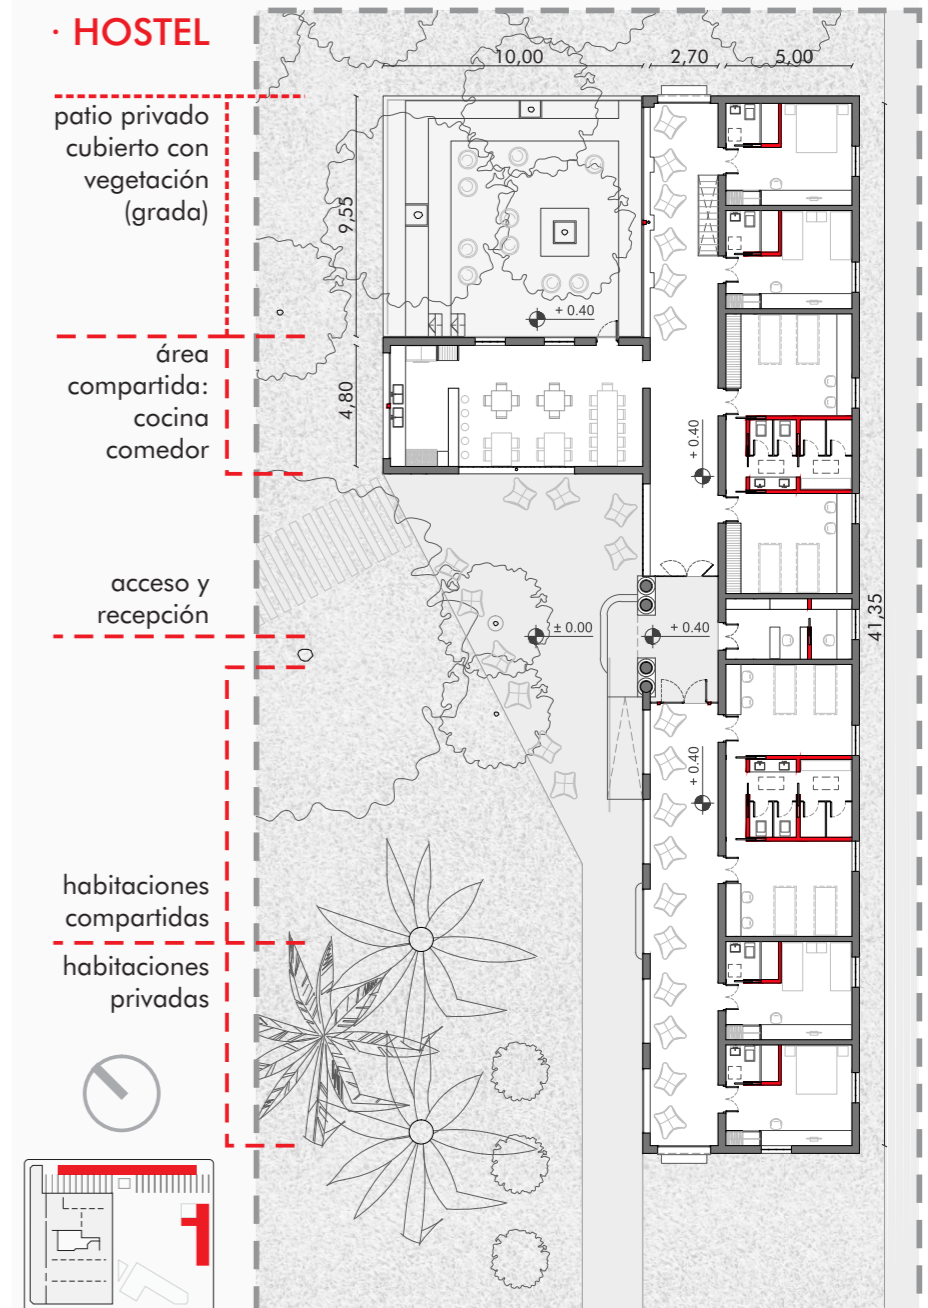 · HOSTEL
10,00
2,70
5,00
patio privado
cubierto con
vegetación
(grada)
9,55
+ 0.40
área
compartida:
cocina
comedor
4,80
+ 0.40
acceso y
recepción
± 0.00
+ 0.40
41,35
+ 0.40
habitaciones
compartidas
habitaciones
privadas